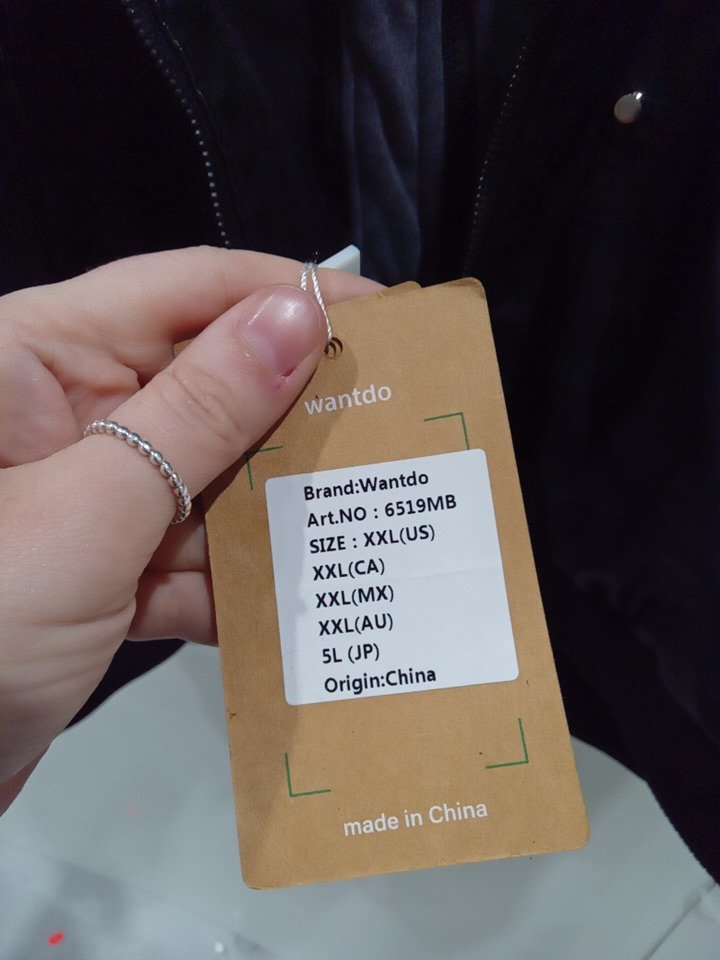 wantdo
Brand:Wantdo
Art.NO : 6519MB
SIZE : XXL(US)
XXL(CA)
XXL(MX)
XXL(AU)
5L (JP)
Origin:China
made in China